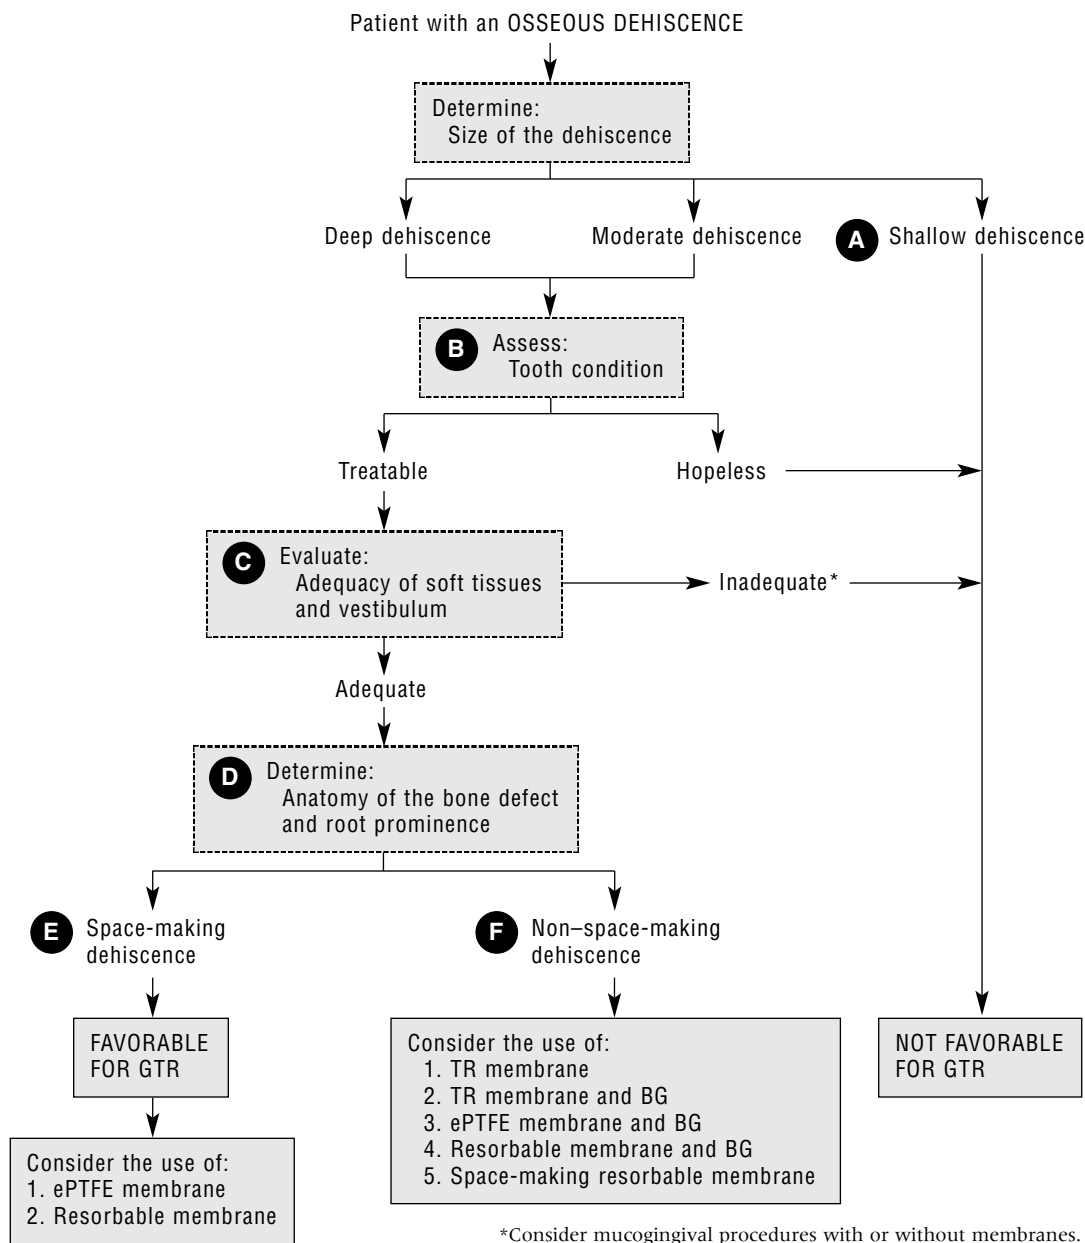 Patient with an OSSEOUS DEHISCENCE
Determine:
Size of the dehiscence
Deep dehiscence
Moderate dehiscence
A Shallow dehiscence
B Assess:
Tooth condition
Treatable
Hopeless
C Evaluate:
Adequacy of soft tissues
and vestibulum
Inadequate*
Adequate
D Determine:
Anatomy of the bone defect
and root prominence
E Space-making
dehiscence
F Non–space-making
dehiscence
FAVORABLE
FOR GTR
Consider the use of:
1. TR membrane
2. TR membrane and BG
3. ePTFE membrane and BG
4. Resorbable membrane and BG
5. Space-making resorbable membrane
NOT FAVORABLE
FOR GTR
Consider the use of:
1. ePTFE membrane
2. Resorbable membrane
*Consider mucogingival procedures with or without membranes.